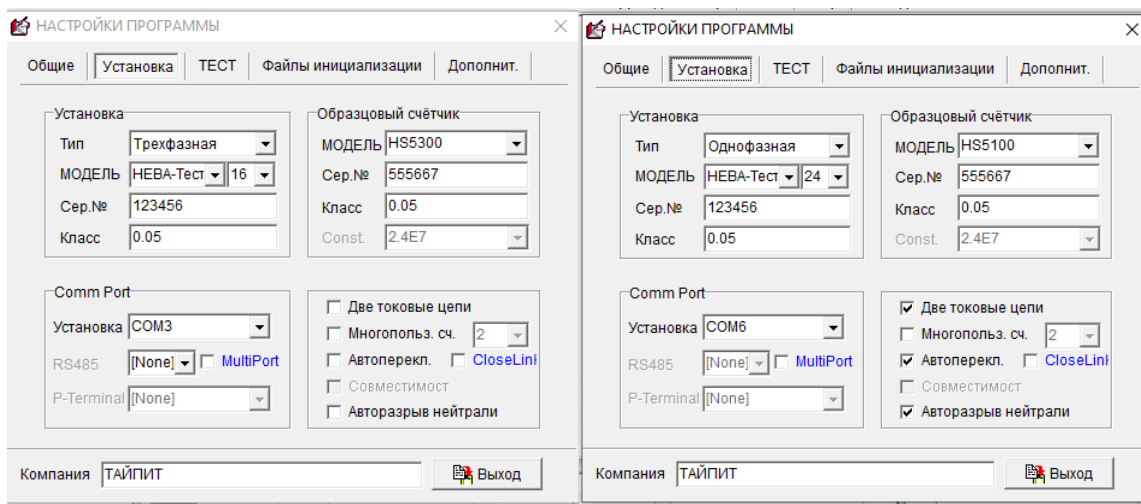 НАСТРОЙКИ ПРОГРАММЫ
Общие Установка ТЕСТ Файлы инициализации Дополнит.
Установка
Тип Трехфазная
МОДЕЛЬ НЕВА-Тест 16
Сер.№ 123456
Класс 0.05
Образцовый счётчик
МОДЕЛЬ HS5300
Сер.№ 555667
Класс 0.05
Const. 2.4E7
Comm Port
Установка COM3
RS485 [None] MultiPort
P-Terminal [None]
Две токовые цепи
Многопольз. сч. 2
Автоперекл. CloseLink
Совместимост
Авторазрыв нейтрали
Компания ТАЙПИТ Выход
НАСТРОЙКИ ПРОГРАММЫ
Общие Установка ТЕСТ Файлы инициализации Дополнит.
Установка
Тип Однофазная
МОДЕЛЬ НЕВА-Тест 24
Сер.№ 123456
Класс 0.05
Образцовый счётчик
МОДЕЛЬ HS5100
Сер.№ 555667
Класс 0.05
Const. 2.4E7
Comm Port
Установка COM6
RS485 [None] MultiPort
P-Terminal [None]
Две токовые цепи
Многопольз. сч. 2
Автоперекл. CloseLink
Совместимост
Авторазрыв нейтрали
Компания ТАЙПИТ Выход